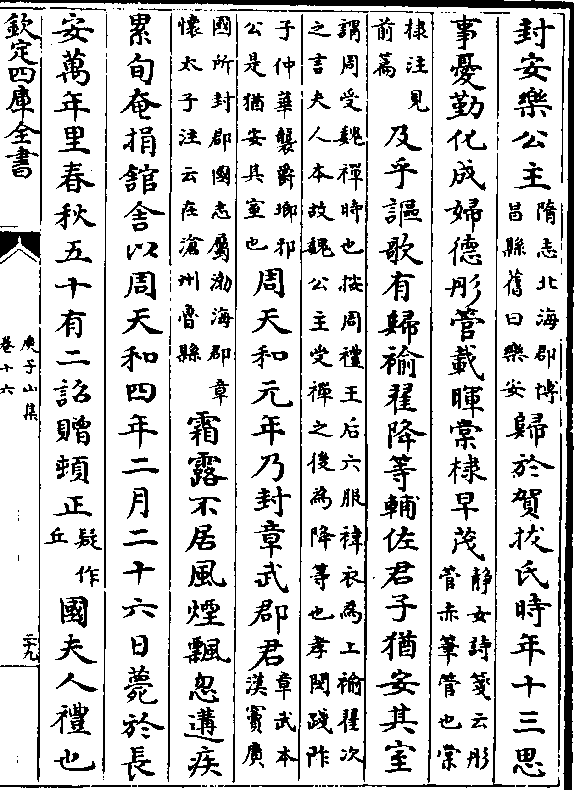 封安樂公主隋志北海郡博昌縣舊曰樂安歸於賀拔氏時年十三思
事憂勤化成婦德彤管載暉棠棣早茂靜女詩箋云彤管赤筆管也棠
棣注見前篇及乎謳歌有歸褕翟降等輔佐君子猶安其室
謂周受魏禪時也按周禮王后六服褘衣為上褕翟次
之言夫人本故魏公主受禪之後為降等也孝閔踐阼
子仲華襲爵瑯邪公是猶安其室也周天和元年乃封章武郡君章武本漢竇廣
國所封郡國志屬渤海郡章懷太子注云在滄州魯縣霜露不居風煙飄忽遘疾
累旬奄捐舘舍以周天和四年二月二十六日薨於長
安萬年里春秋五十有二詔贈頓正疑作丘國夫人禮也
欽定四庫全書
庾子山集
卷十六